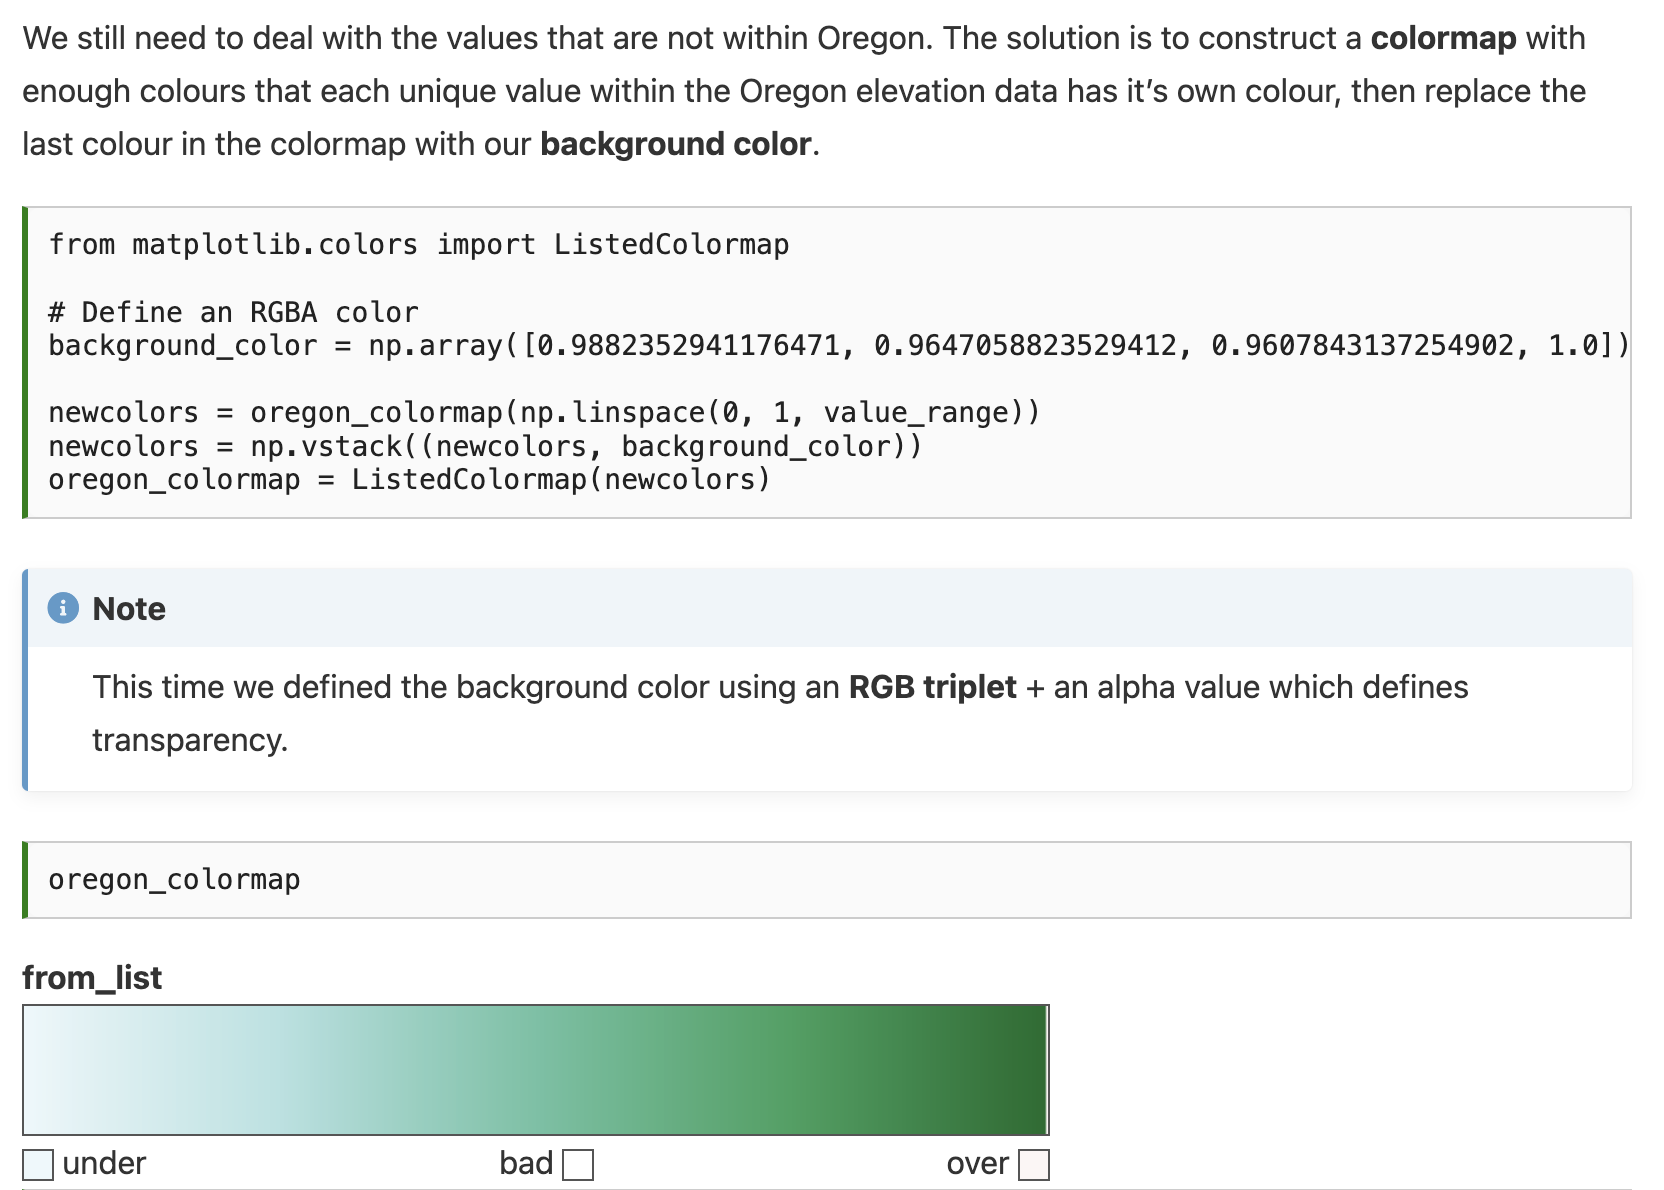 We still need to deal with the values that are not within Oregon. The solution is to construct a colormap with
enough colours that each unique value within the Oregon elevation data has it’s own colour, then replace the
last colour in the colormap with our background color.
from matplotlib.colors import ListedColormap
# Define an RGBA color
background_color = np.array([0.9882352941176471, 0.9647058823529412, 0.9607843137254902, 1.0])
newcolors = oregon_colormap(np.linspace(0, 1, value_range))
newcolors = np.vstack((newcolors, background_color))
oregon_colormap = ListedColormap(newcolors)
Note
This time we defined the background color using an RGB triplet + an alpha value which defines
transparency.
oregon_colormap
from_list
under bad over